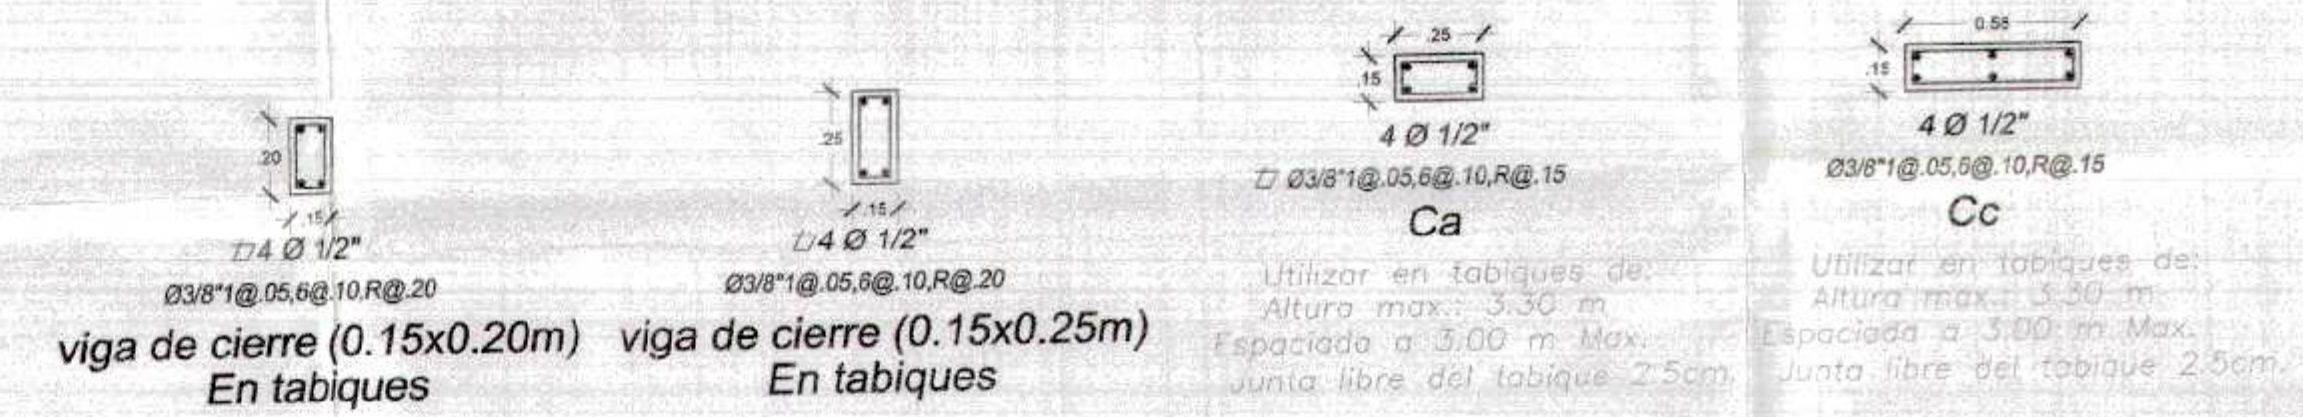 .20
.15
4 Ø 1/2"
Ø3/8"1@.05,6@.10,R@.20
viga de cierre (0.15x0.20m)
En tabiques
.25
.15
4 Ø 1/2"
Ø3/8"1@.05,6@.10,R@.20
viga de cierre (0.15x0.25m)
En tabiques
.25
.15
4 Ø 1/2"
Ø3/8"1@.05,6@.10,R@.15
Ca
Utilizar en tabiques de:
Altura max.: 3.30 m
Espaciado a 3.00 m Max.
Junta libre del tabique 2.5cm.
0.58
.15
4 Ø 1/2"
Ø3/8"1@.05,6@.10,R@.15
Cc
Utilizar en tabiques de:
Altura max.: 3.30 m
Espaciada a 3.00 m Max.
Junta libre del tabique 2.5cm.